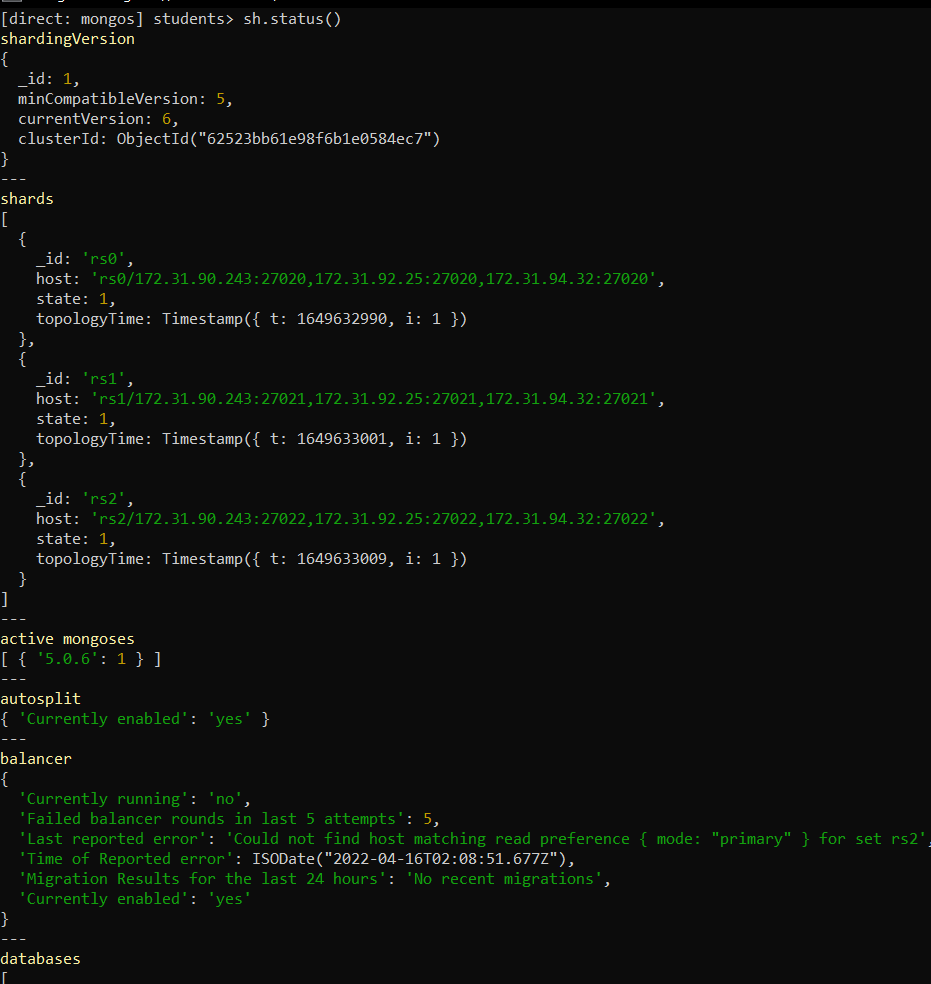 [direct: mongos] students> sh.status()
shardingVersion
{
  _id: 1,
  minCompatibleVersion: 5,
  currentVersion: 6,
  clusterId: ObjectId("62523bb61e98f6b1e0584ec7")
}
---
shards
[
  {
    _id: 'rs0',
    host: 'rs0/172.31.90.243:27020,172.31.92.25:27020,172.31.94.32:27020',
    state: 1,
    topologyTime: Timestamp({ t: 1649632990, i: 1 })
  },
  {
    _id: 'rs1',
    host: 'rs1/172.31.90.243:27021,172.31.92.25:27021,172.31.94.32:27021',
    state: 1,
    topologyTime: Timestamp({ t: 1649633001, i: 1 })
  },
  {
    _id: 'rs2',
    host: 'rs2/172.31.90.243:27022,172.31.92.25:27022,172.31.94.32:27022',
    state: 1,
    topologyTime: Timestamp({ t: 1649633009, i: 1 })
  }
]
---
active mongoses
[ { '5.0.6': 1 } ]
---
autosplit
{ 'Currently enabled': 'yes' }
---
balancer
{
  'Currently running': 'no',
  'Failed balancer rounds in last 5 attempts': 5,
  'Last reported error': 'Could not find host matching read preference { mode: "primary" } for set rs2',
  'Time of Reported error': ISODate("2022-04-16T02:08:51.677Z"),
  'Migration Results for the last 24 hours': 'No recent migrations',
  'Currently enabled': 'yes'
}
---
databases
[